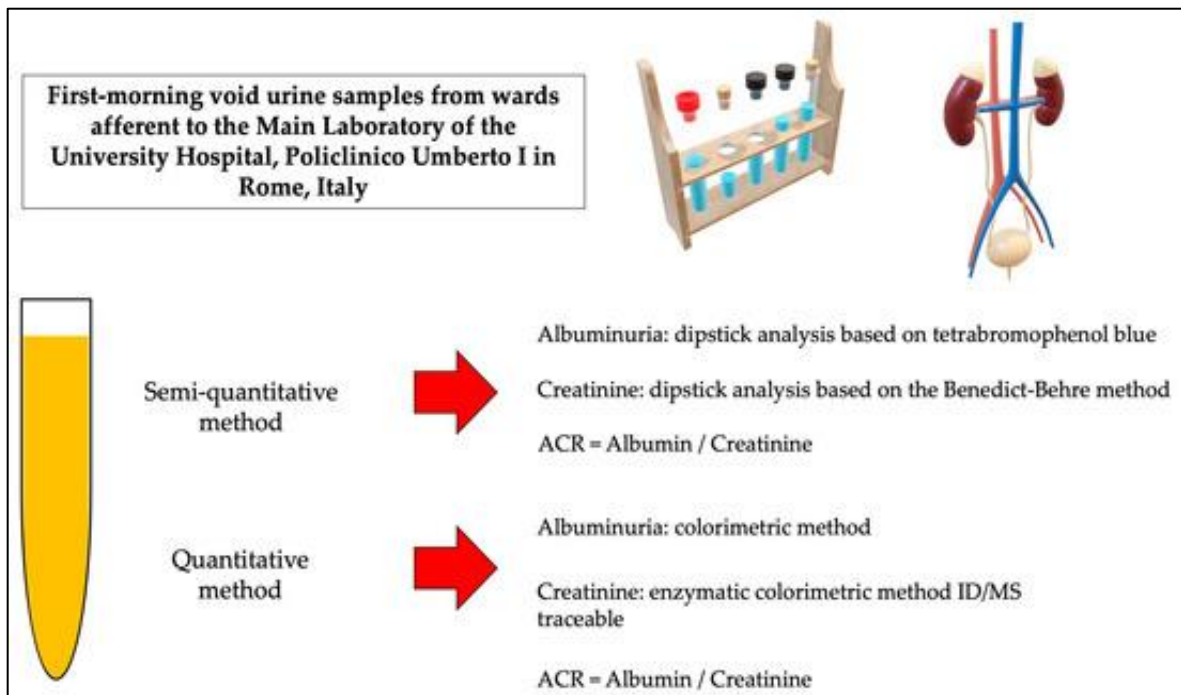 First-morning void urine samples from wards
afferent to the Main Laboratory of the
University Hospital, Policlinico Umberto I in
Rome, Italy
Semi-quantitative
method
Albuminuria: dipstick analysis based on tetrabromophenol blue
Creatinine: dipstick analysis based on the Benedict-Behre method
ACR = Albumin / Creatinine
Quantitative
method
Albuminuria: colorimetric method
Creatinine: enzymatic colorimetric method ID/MS
traceable
ACR = Albumin / Creatinine